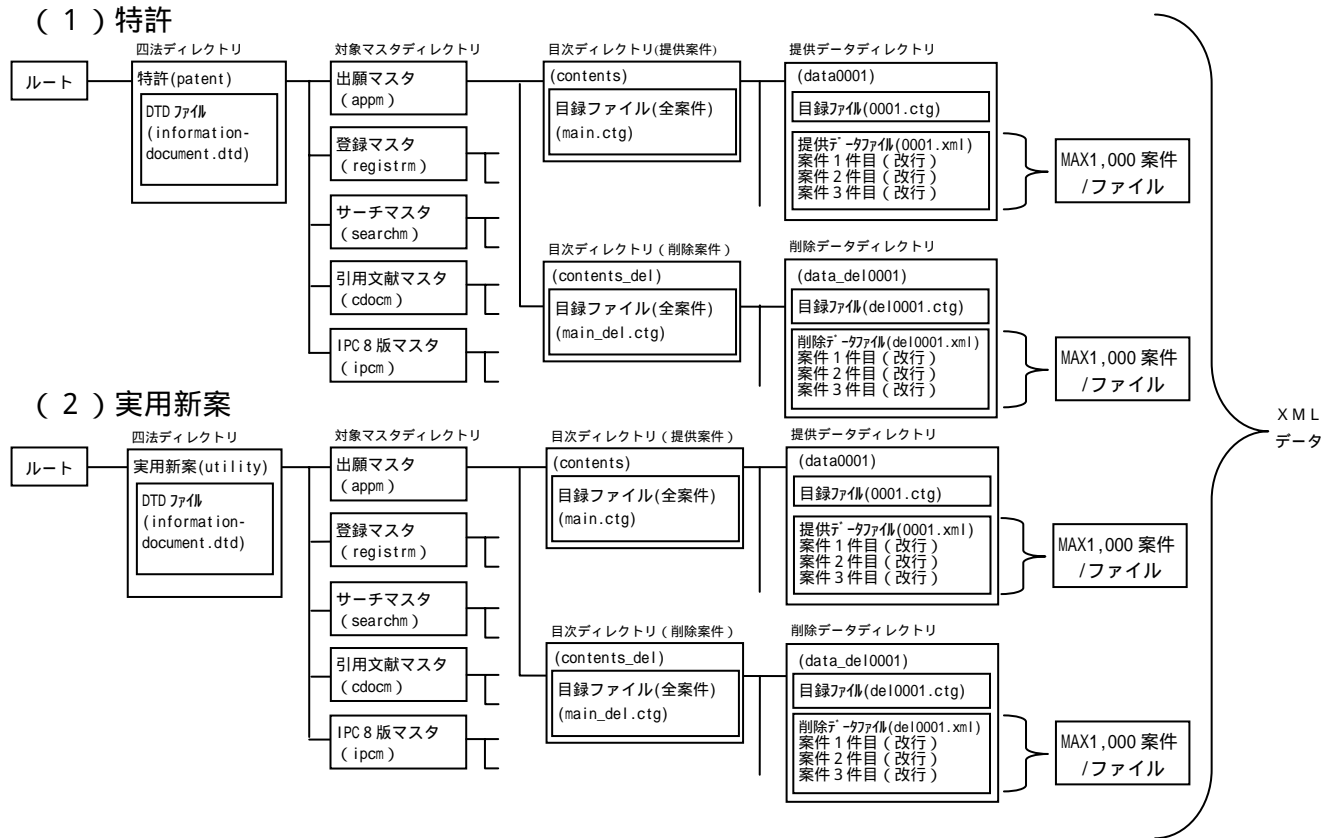 （１）特許
四法ディレクトリ
対象マスタディレクトリ
目次ディレクトリ(提供案件)
提供データディレクトリ
ルート
特許(patent)
DTD ﾌｧｲﾙ
(information-
document.dtd)
出願マスタ
（appm）
登録マスタ
（registrm）
サーチマスタ
（searchm）
引用文献マスタ
（cdocm）
IPC８版マスタ
（ipcm）
(contents)
目録ファイル(全案件)
(main.ctg)
(data0001)
目録ﾌｧｲﾙ(0001.ctg)
提供ﾃﾞｰﾀﾌｧｲﾙ(0001.xml)
案件１件目（改行）
案件２件目（改行）
案件３件目（改行）
MAX1,000 案件
/ファイル
目次ディレクトリ（削除案件）
削除データディレクトリ
(contents_del)
目録ファイル(全案件)
(main_del.ctg)
(data_del0001)
目録ﾌｧｲﾙ(del0001.ctg)
削除ﾃﾞｰﾀﾌｧｲﾙ(del0001.xml)
案件１件目（改行）
案件２件目（改行）
案件３件目（改行）
MAX1,000 案件
/ファイル
（２）実用新案
四法ディレクトリ
対象マスタディレクトリ
目次ディレクトリ（提供案件）
提供データディレクトリ
ルート
実用新案(utility)
DTD ﾌｧｲﾙ
(information-
document.dtd)
出願マスタ
（appm）
登録マスタ
（registrm）
サーチマスタ
（searchm）
引用文献マスタ
（cdocm）
IPC８版マスタ
（ipcm）
(contents)
目録ファイル(全案件)
(main.ctg)
(data0001)
目録ﾌｧｲﾙ(0001.ctg)
提供ﾃﾞｰﾀﾌｧｲﾙ(0001.xml)
案件１件目（改行）
案件２件目（改行）
案件３件目（改行）
MAX1,000 案件
/ファイル
目次ディレクトリ（削除案件）
削除データディレクトリ
(contents_del)
目録ファイル(全案件)
(main_del.ctg)
(data_del0001)
目録ﾌｧｲﾙ(del0001.ctg)
削除ﾃﾞｰﾀﾌｧｲﾙ(del0001.xml)
案件１件目（改行）
案件２件目（改行）
案件３件目（改行）
MAX1,000 案件
/ファイル
ＸＭＬ
データ